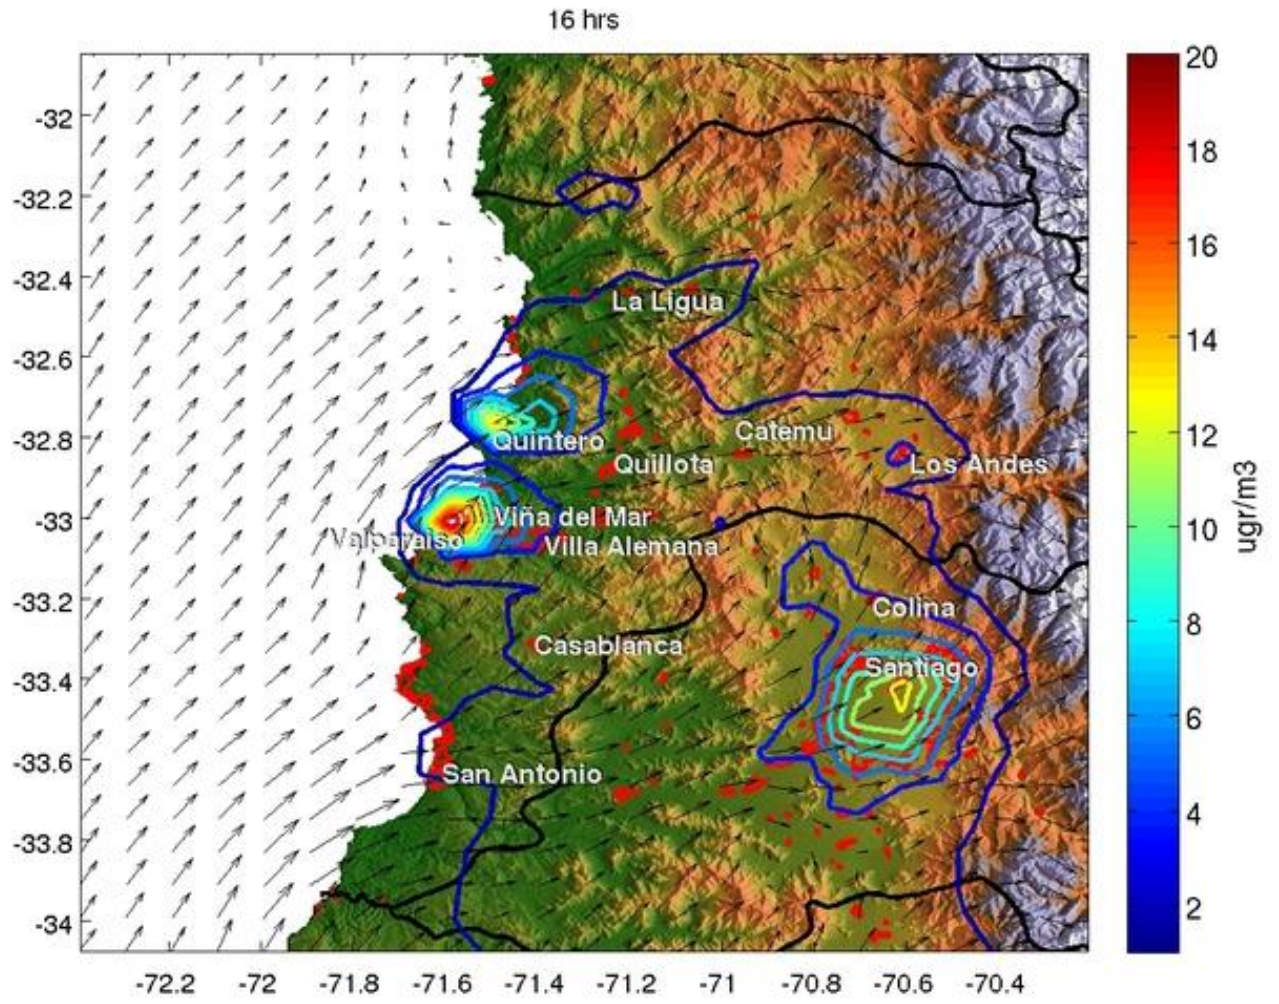 16 hrs
20
-32
18
-32.2
16
-32.4
La Ligua
14
-32.6
12
-32.8
Quintero
Catemu
Quillota
Los Andes
ugr/m3
-33
Viña del Mar
10
Valparaiso
Villa Alemana
-33.2
Colina
8
Casablanca
Santiago
-33.4
6
-33.6
San Antonio
4
-33.8
2
-34
-72.2
-72
-71.8
-71.6
-71.4
-71.2
-71
-70.8
-70.6
-70.4